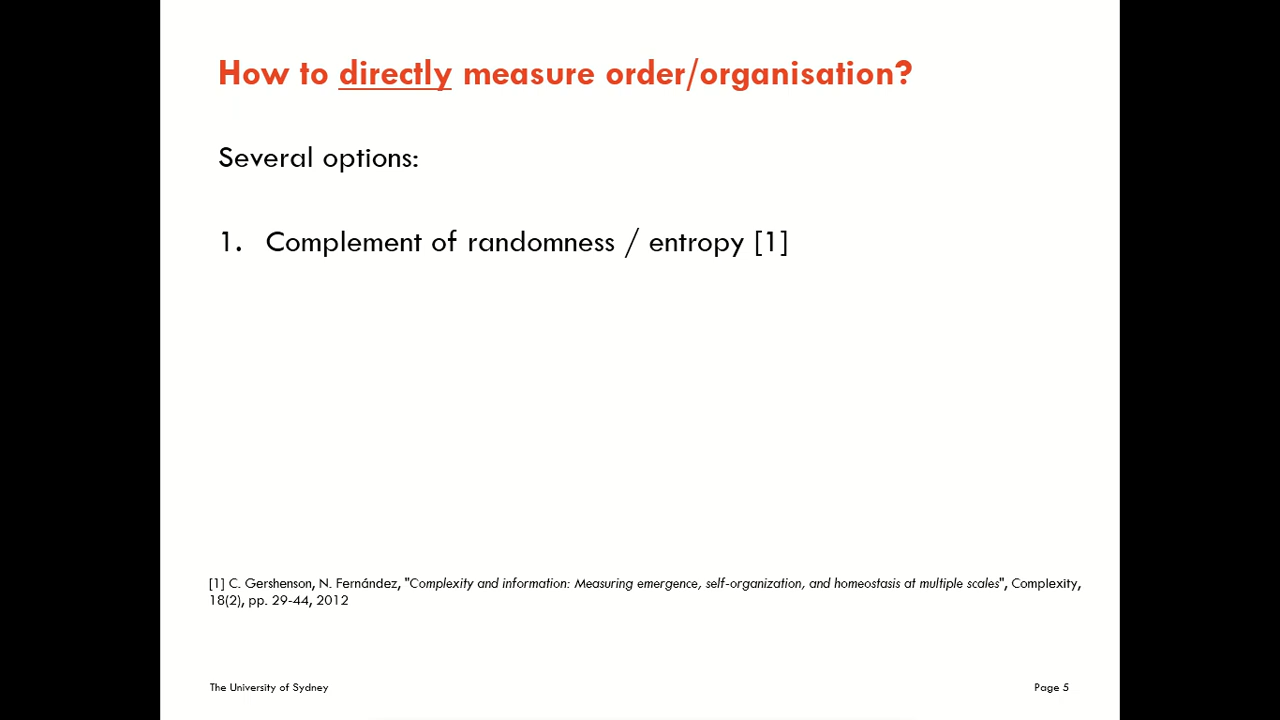 How to directly measure order/organisation?
Several options:
1. Complement of randomness / entropy [1]
[1] C. Gershenson, N. Fernández, "Complexity and information: Measuring emergence, self-organization, and homeostasis at multiple scales", Complexity,
18(2), pp. 29-44, 2012
The University of Sydney
Page 5